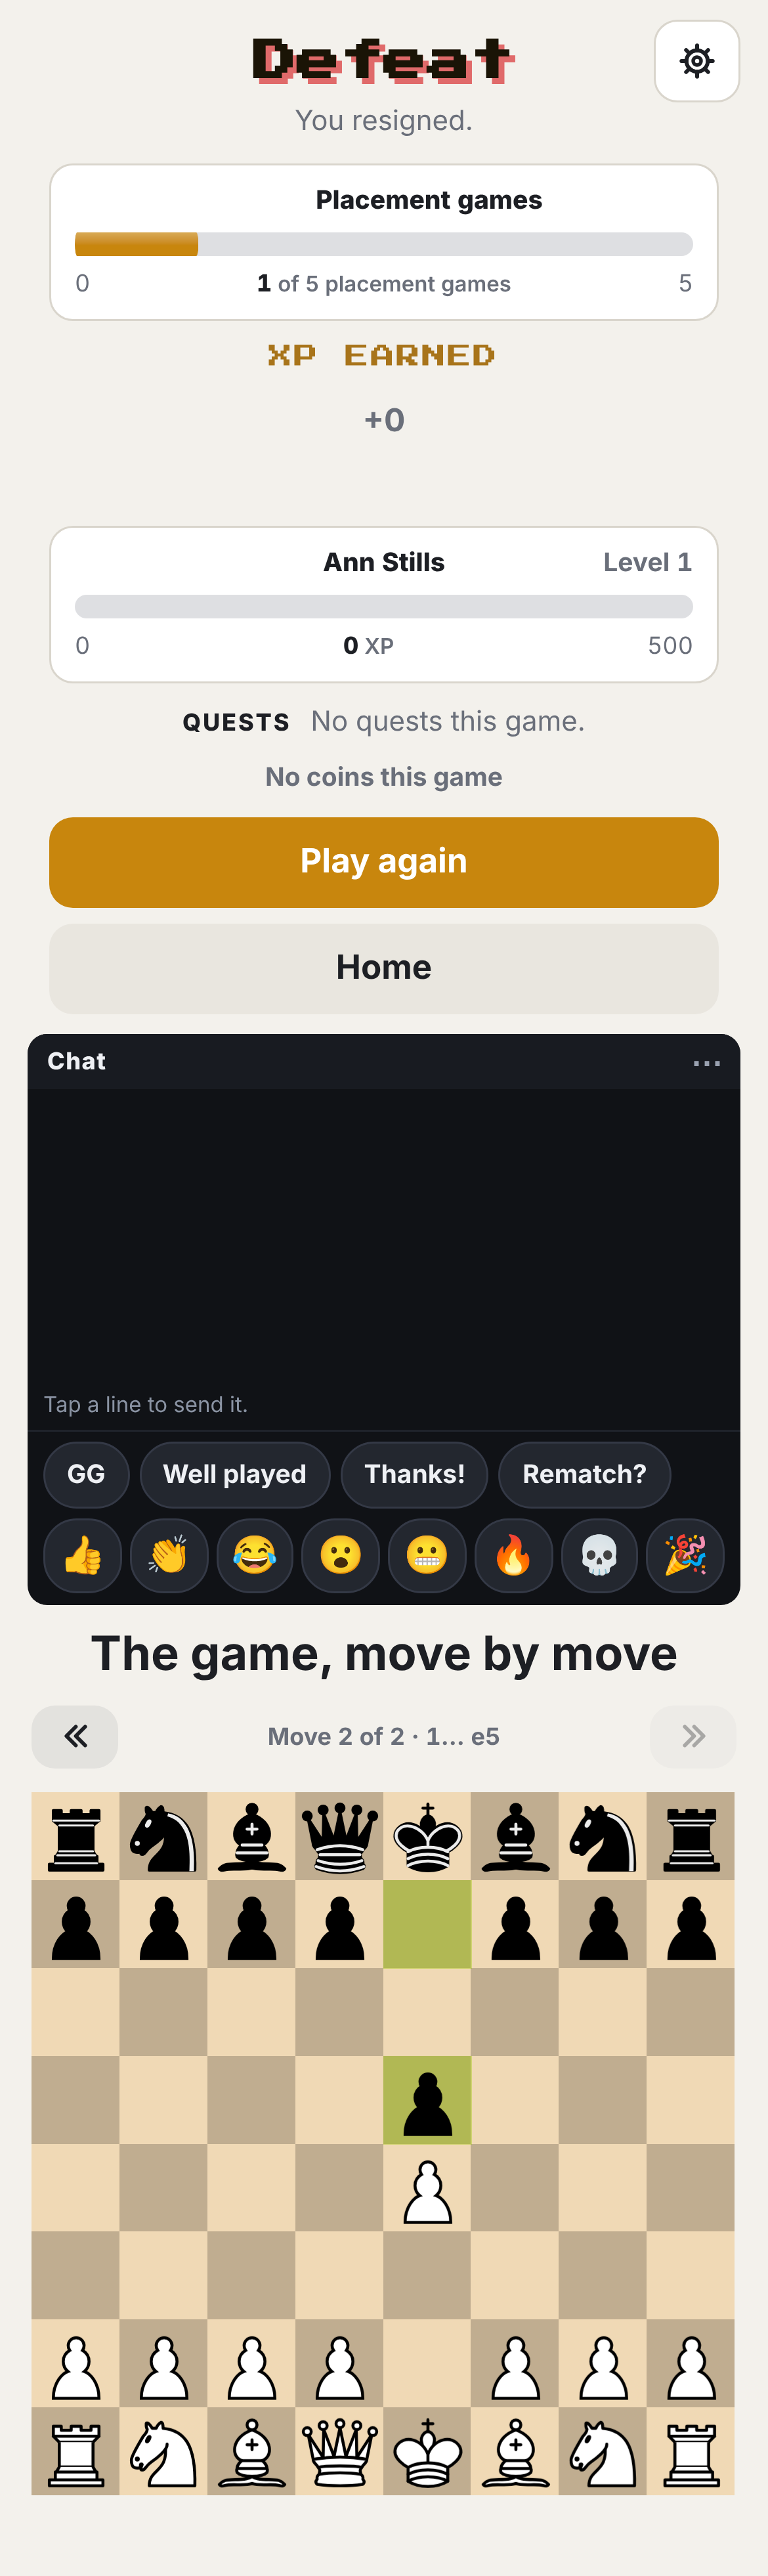 Defeat
You resigned.
Placement games
0 1 of 5 placement games 5
XP EARNED
+0
Ann Stills Level 1
0 0 XP 500
QUESTS No quests this game.
No coins this game
Play again
Home
Chat ...
Tap a line to send it.
GG Well played Thanks! Rematch?
The game, move by move
Move 2 of 2 · 1... e5